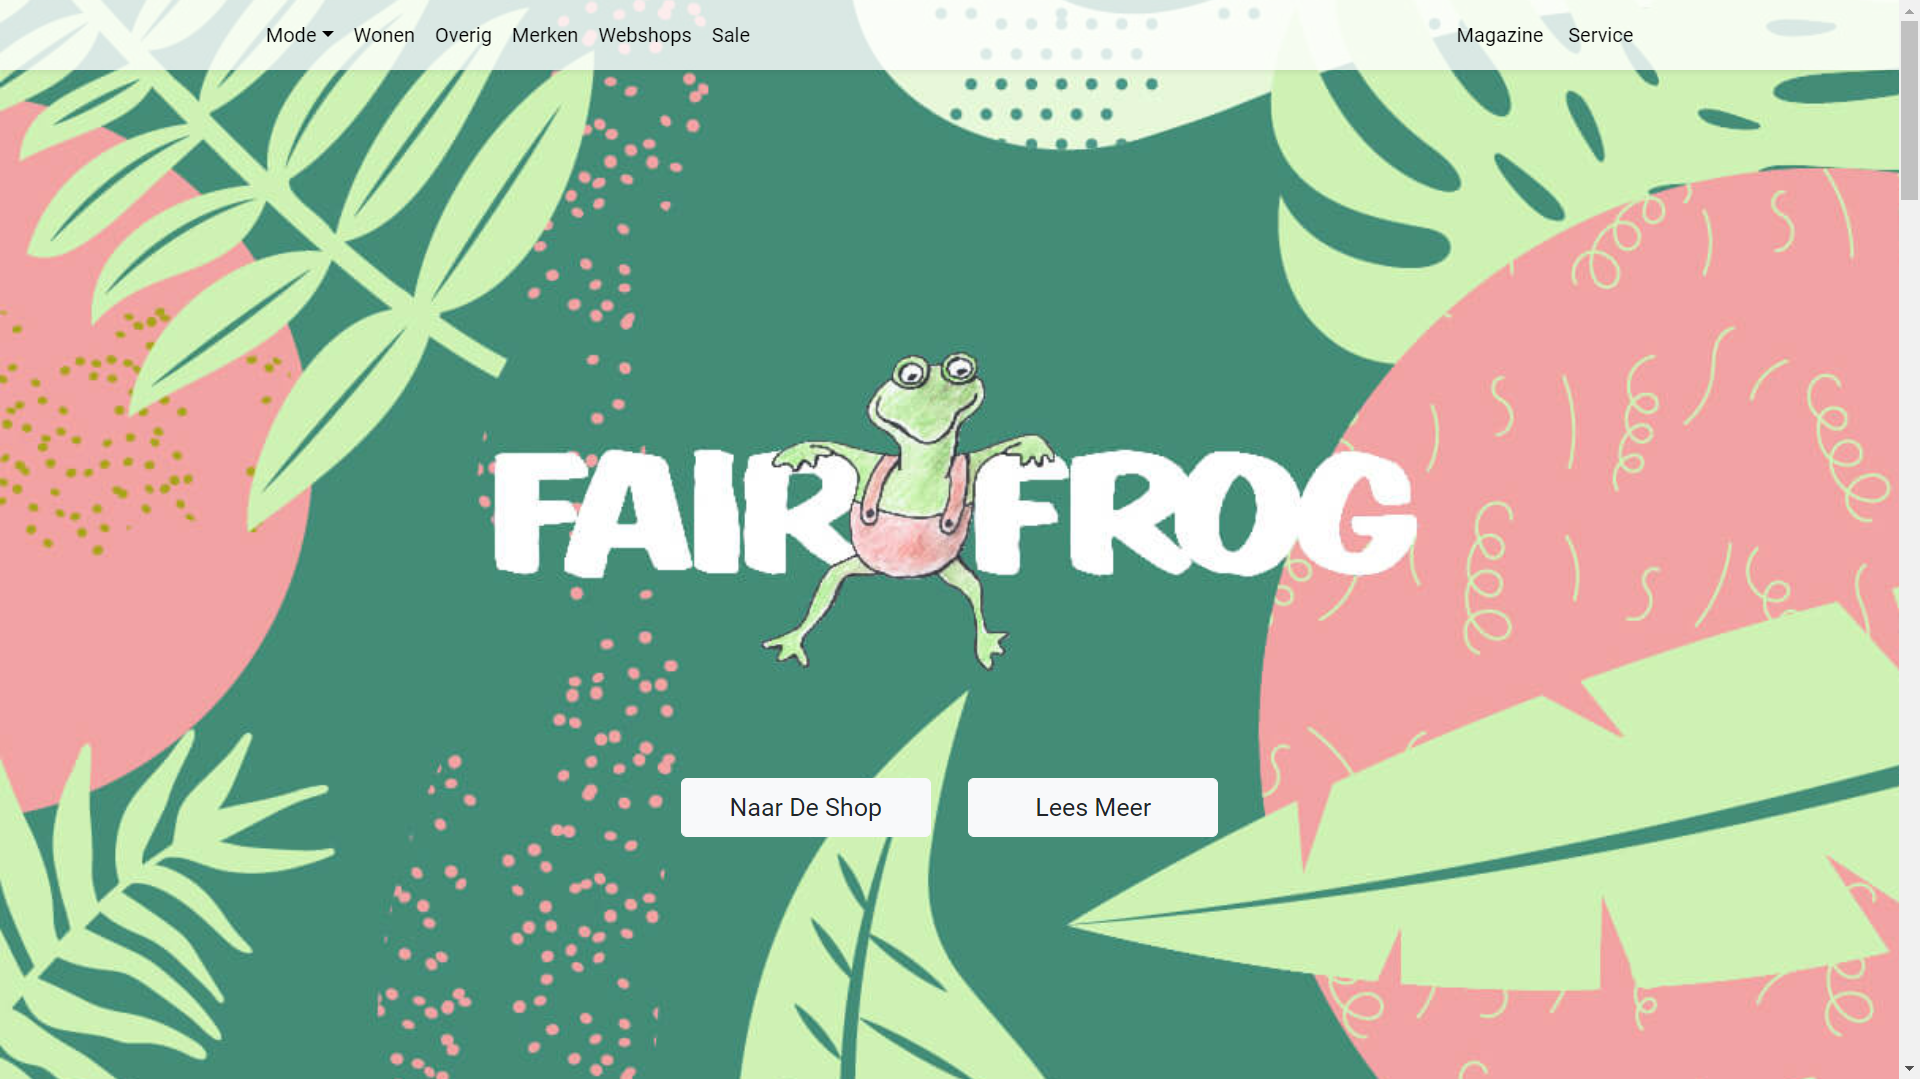 Mode Wonen Overig Merken Webshops Sale Magazine Service
FAIR FROG
Naar De Shop Lees Meer